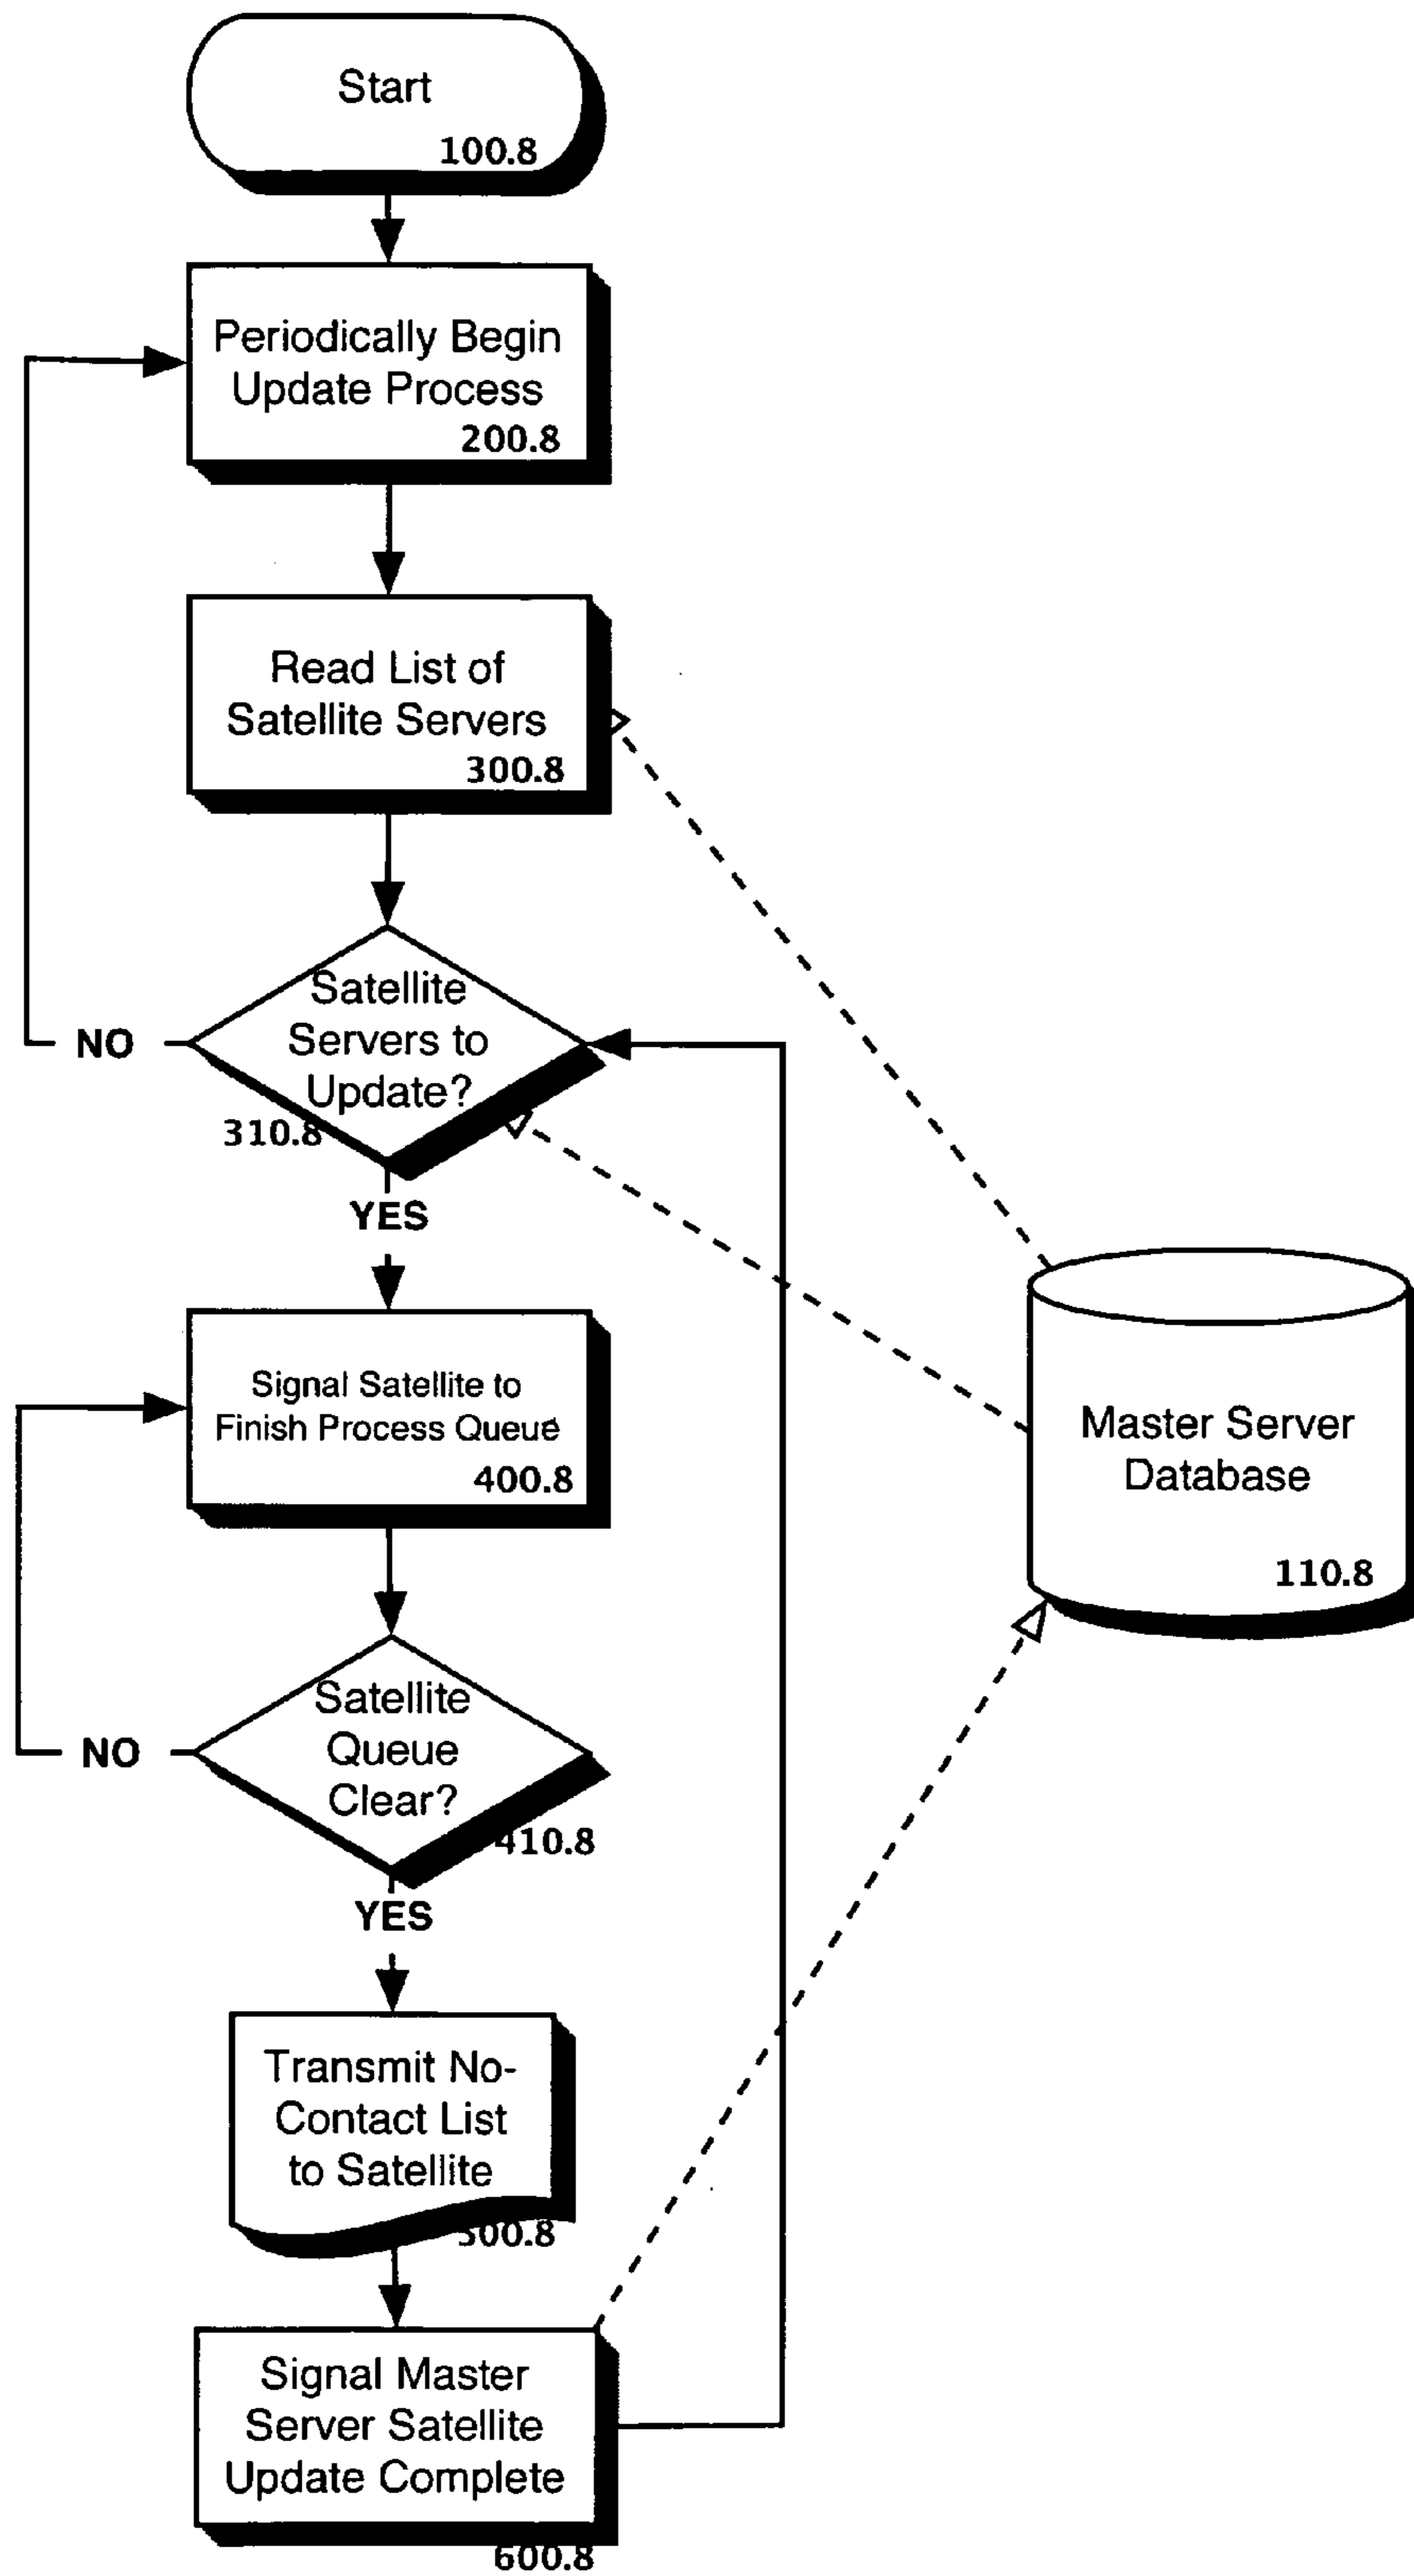 Start
100.8
Periodically Begin
Update Process
200.8
Read List of
Satellite Servers
300.8
Satellite
Servers to
Update?
310.8
NO
YES
Signal Satellite to
Finish Process Queue
400.8
Master Server
Database
110.8
Satellite
Queue
Clear?
410.8
NO
YES
Transmit No-
Contact List
to Satellite
500.8
Signal Master
Server Satellite
Update Complete
600.8